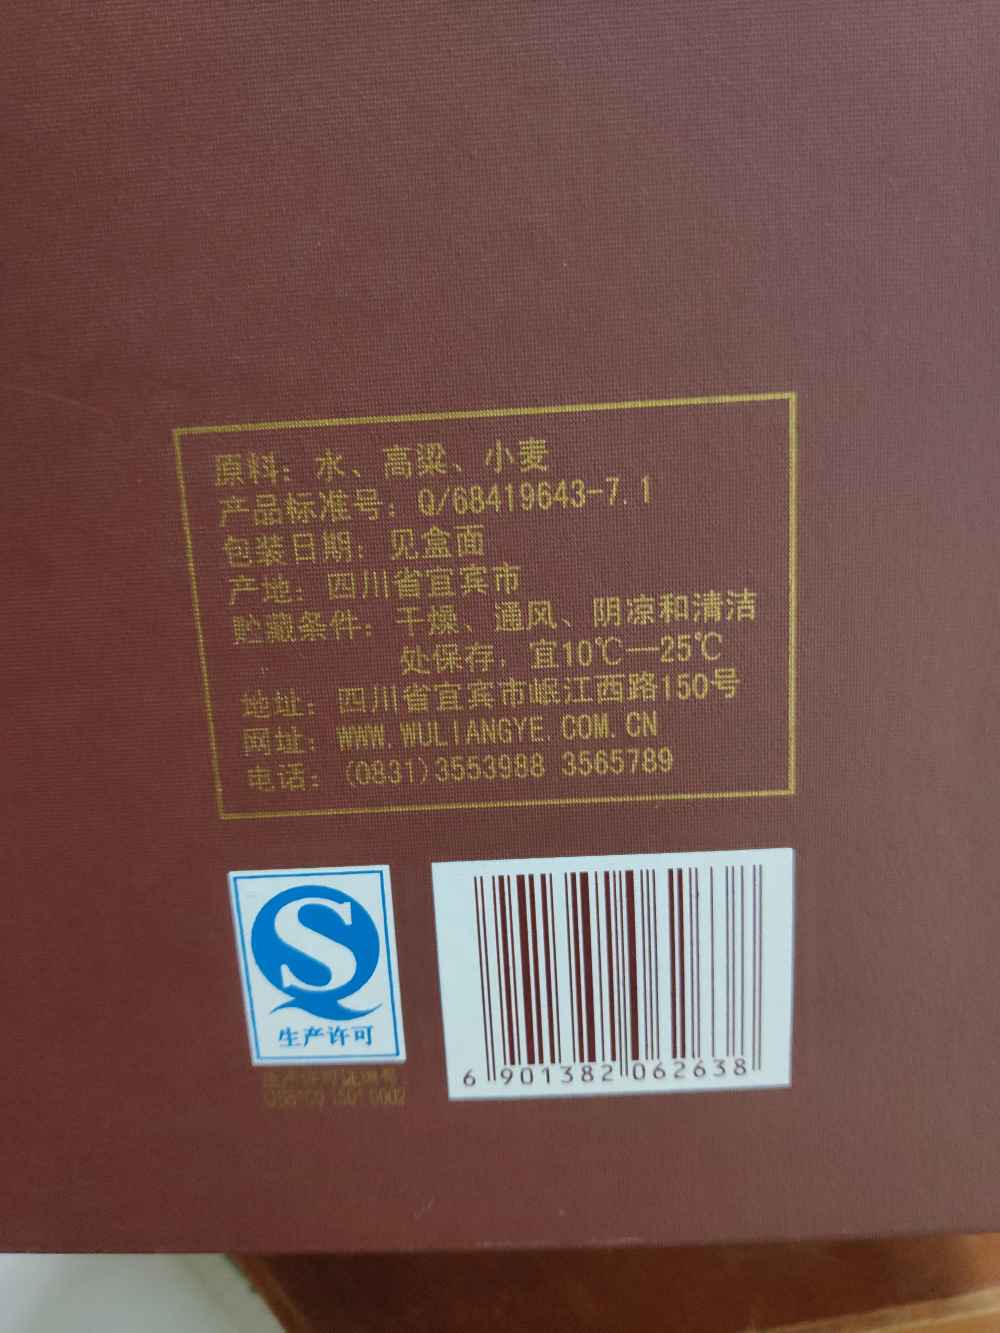 原料：水、高粱、小麦
产品标准号：Q/68419643-7.1
包装日期：见盒面
产地：四川省宜宾市
贮藏条件：干燥、通风、阴凉和清洁
处保存，宜10℃—25℃
地址：四川省宜宾市岷江西路150号
网址：WWW.WULIANGYE.COM.CN
电话：(0831)3553988 3565789
生产许可
6 901382 062638